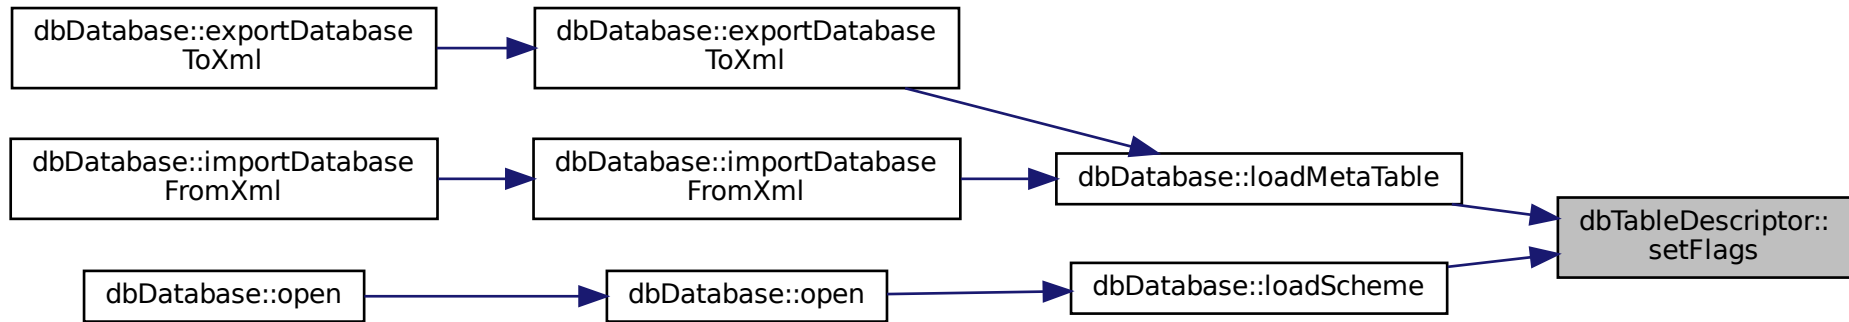 dbDatabase::exportDatabase
ToXml
dbDatabase::exportDatabase
ToXml
dbDatabase::importDatabase
FromXml
dbDatabase::importDatabase
FromXml
dbDatabase::loadMetaTable
dbTableDescriptor::
setFlags
dbDatabase::open
dbDatabase::open
dbDatabase::loadScheme